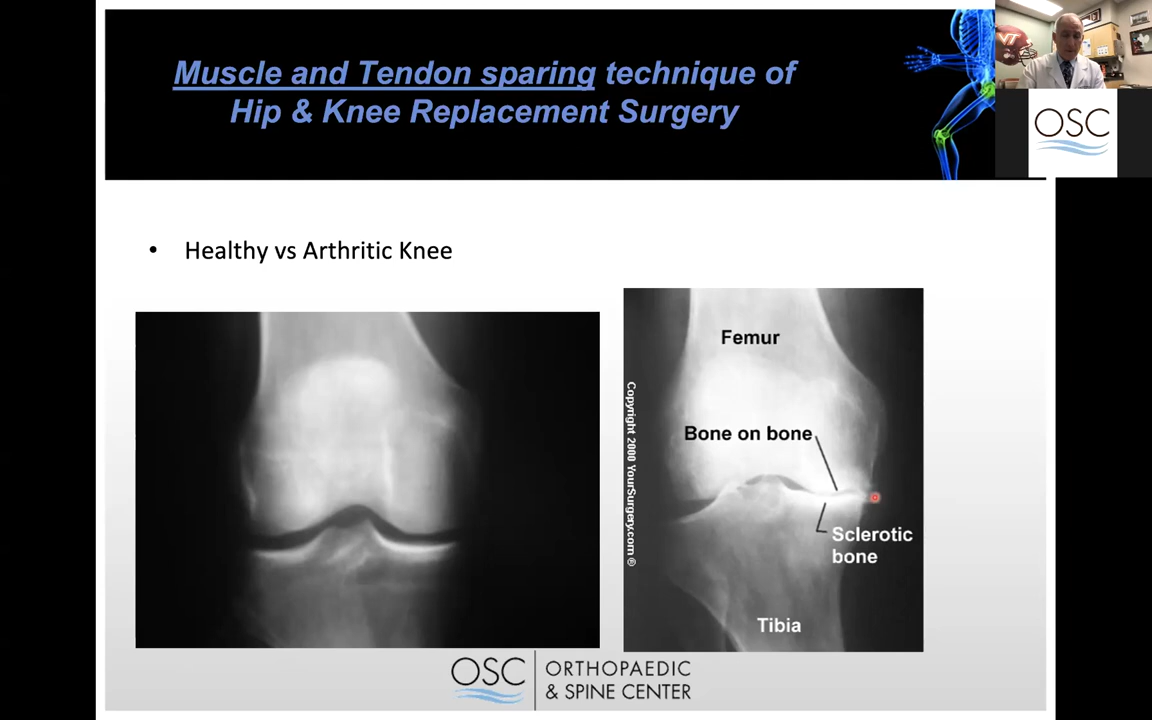 Muscle and Tendon sparing technique of
Hip & Knee Replacement Surgery
VT
OSC
• Healthy vs Arthritic Knee
Femur
Bone on bone
Copyright 2000 YourSurgery.com ®
Sclerotic
bone
Tibia
OSC
ORTHOPAEDIC
& SPINE CENTER